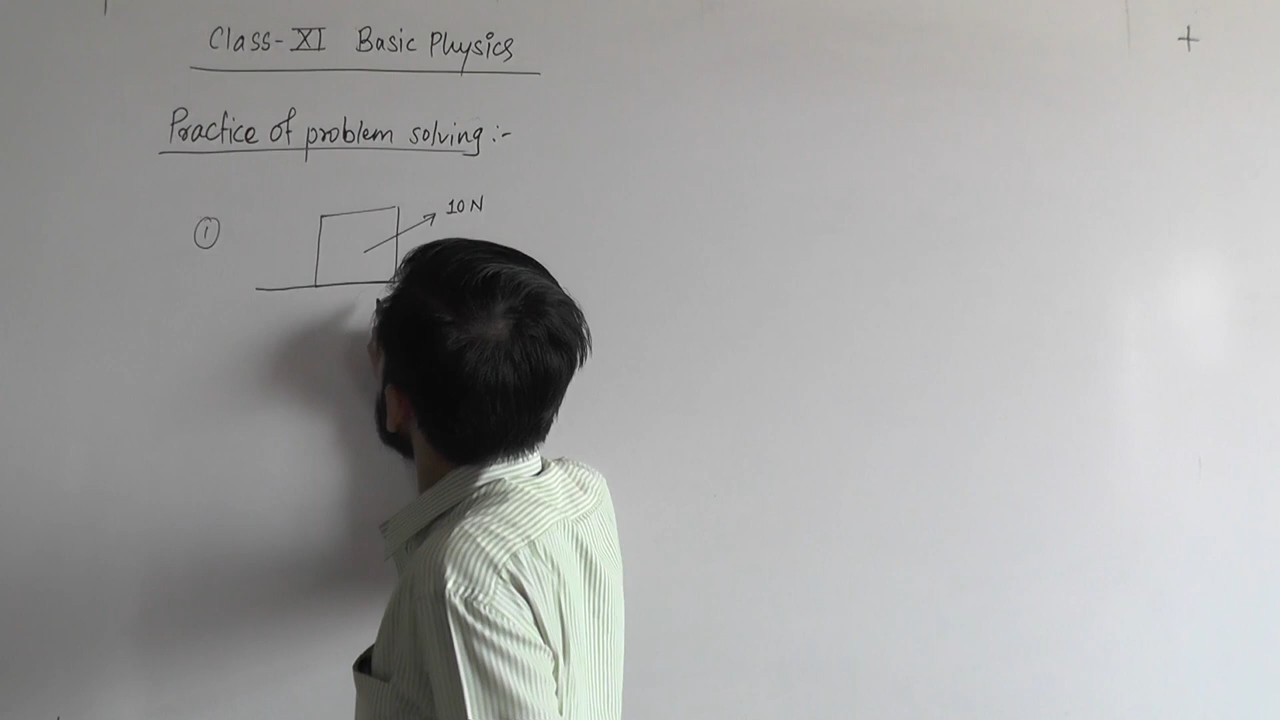 Class-XI Basic Physics
Practice of problem solving :-
① 10 N
+